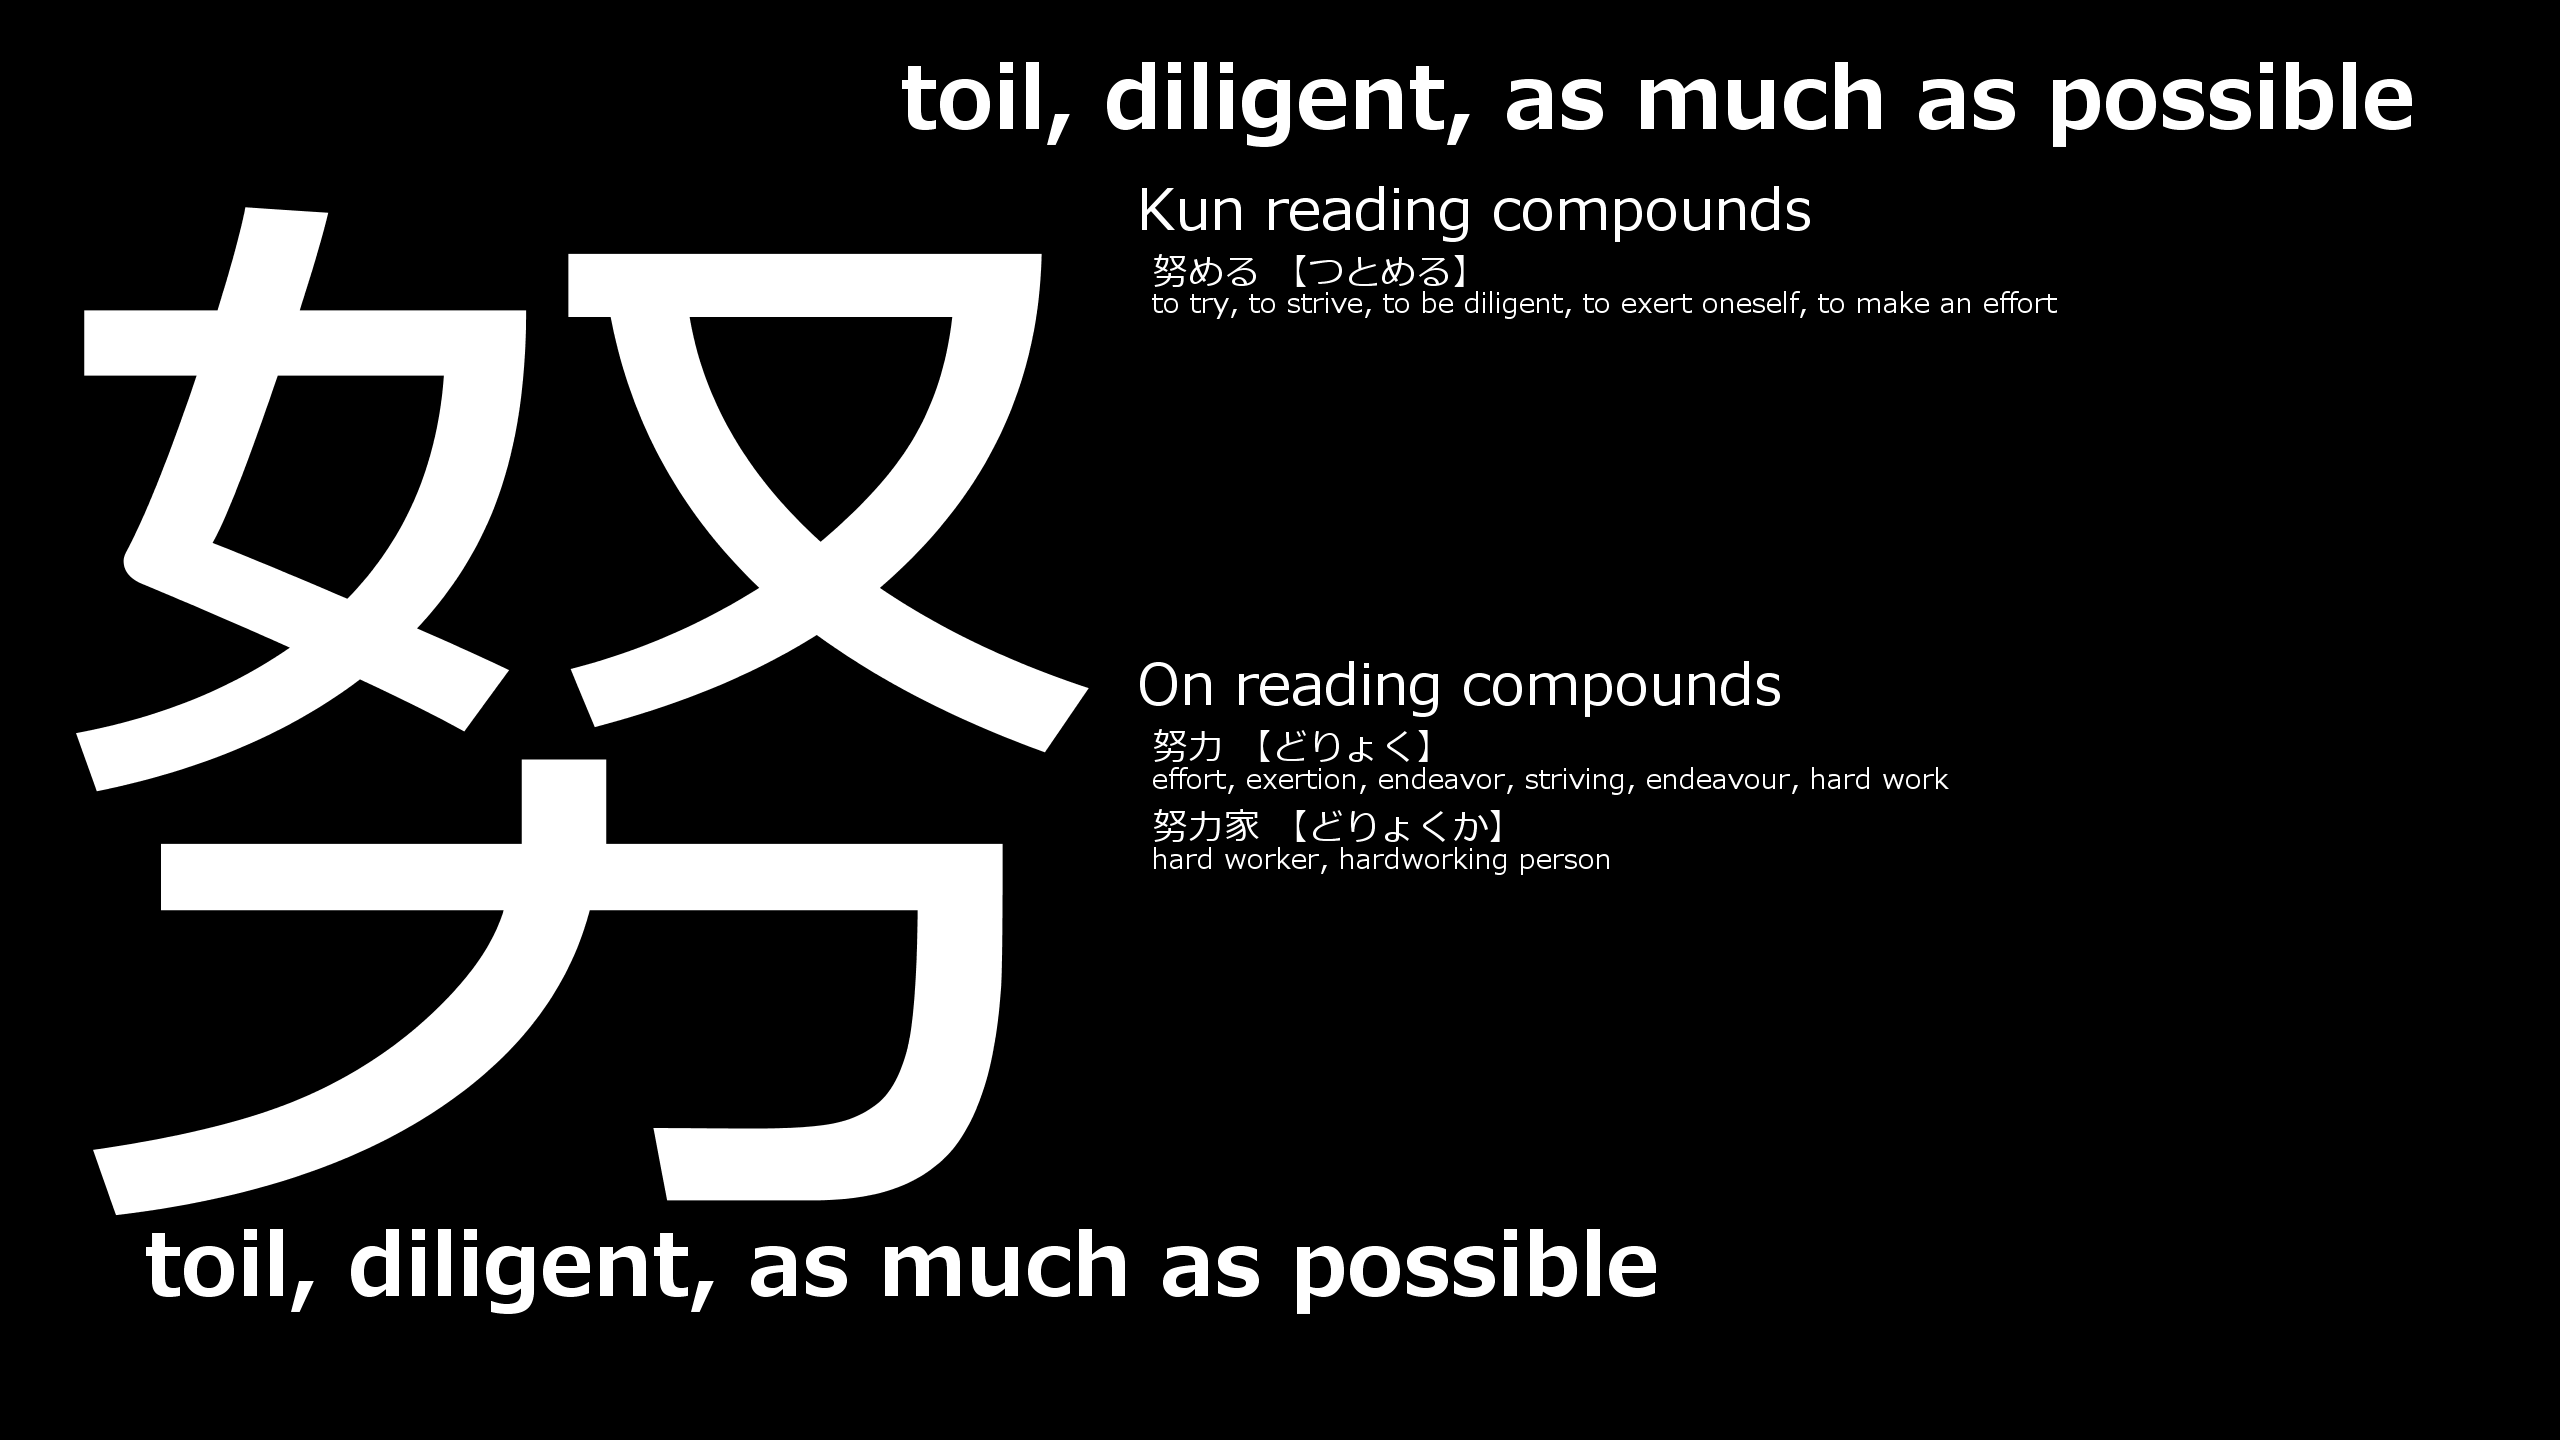 toil, diligent, as much as possible
努
Kun reading compounds
努める 【つとめる】
to try, to strive, to be diligent, to exert oneself, to make an effort
On reading compounds
努力 【どりょく】
effort, exertion, endeavor, striving, endeavour, hard work
努力家 【どりょくか】
hard worker, hardworking person
toil, diligent, as much as possible